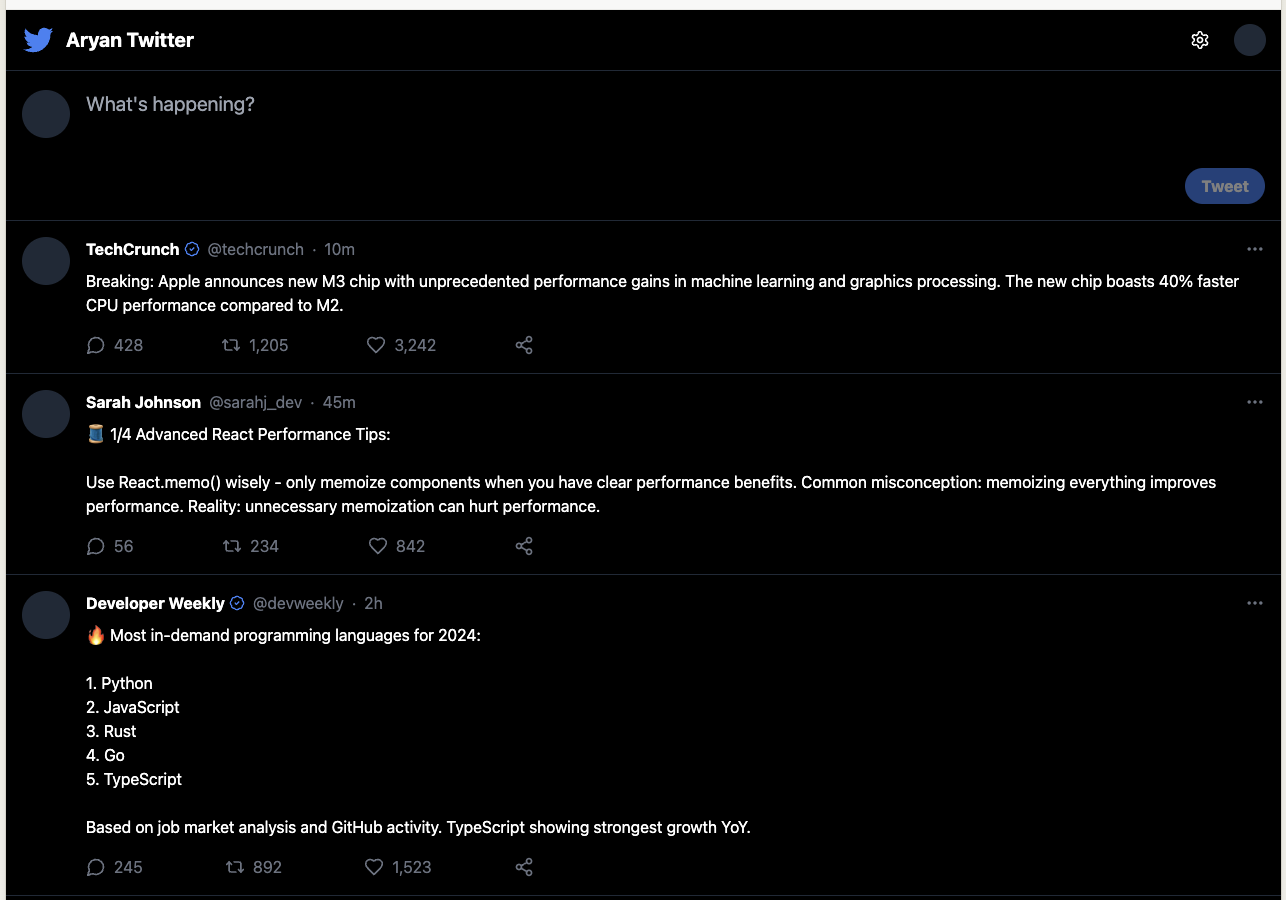 Aryan Twitter
What's happening?
Tweet
TechCrunch @techcrunch · 10m
Breaking: Apple announces new M3 chip with unprecedented performance gains in machine learning and graphics processing. The new chip boasts 40% faster
CPU performance compared to M2.
428 1,205 3,242
Sarah Johnson @sarahj_dev · 45m
🧵 1/4 Advanced React Performance Tips:
Use React.memo() wisely - only memoize components when you have clear performance benefits. Common misconception: memoizing everything improves
performance. Reality: unnecessary memoization can hurt performance.
56 234 842
Developer Weekly @devweekly · 2h
🔥 Most in-demand programming languages for 2024:
1. Python
2. JavaScript
3. Rust
4. Go
5. TypeScript
Based on job market analysis and GitHub activity. TypeScript showing strongest growth YoY.
245 892 1,523